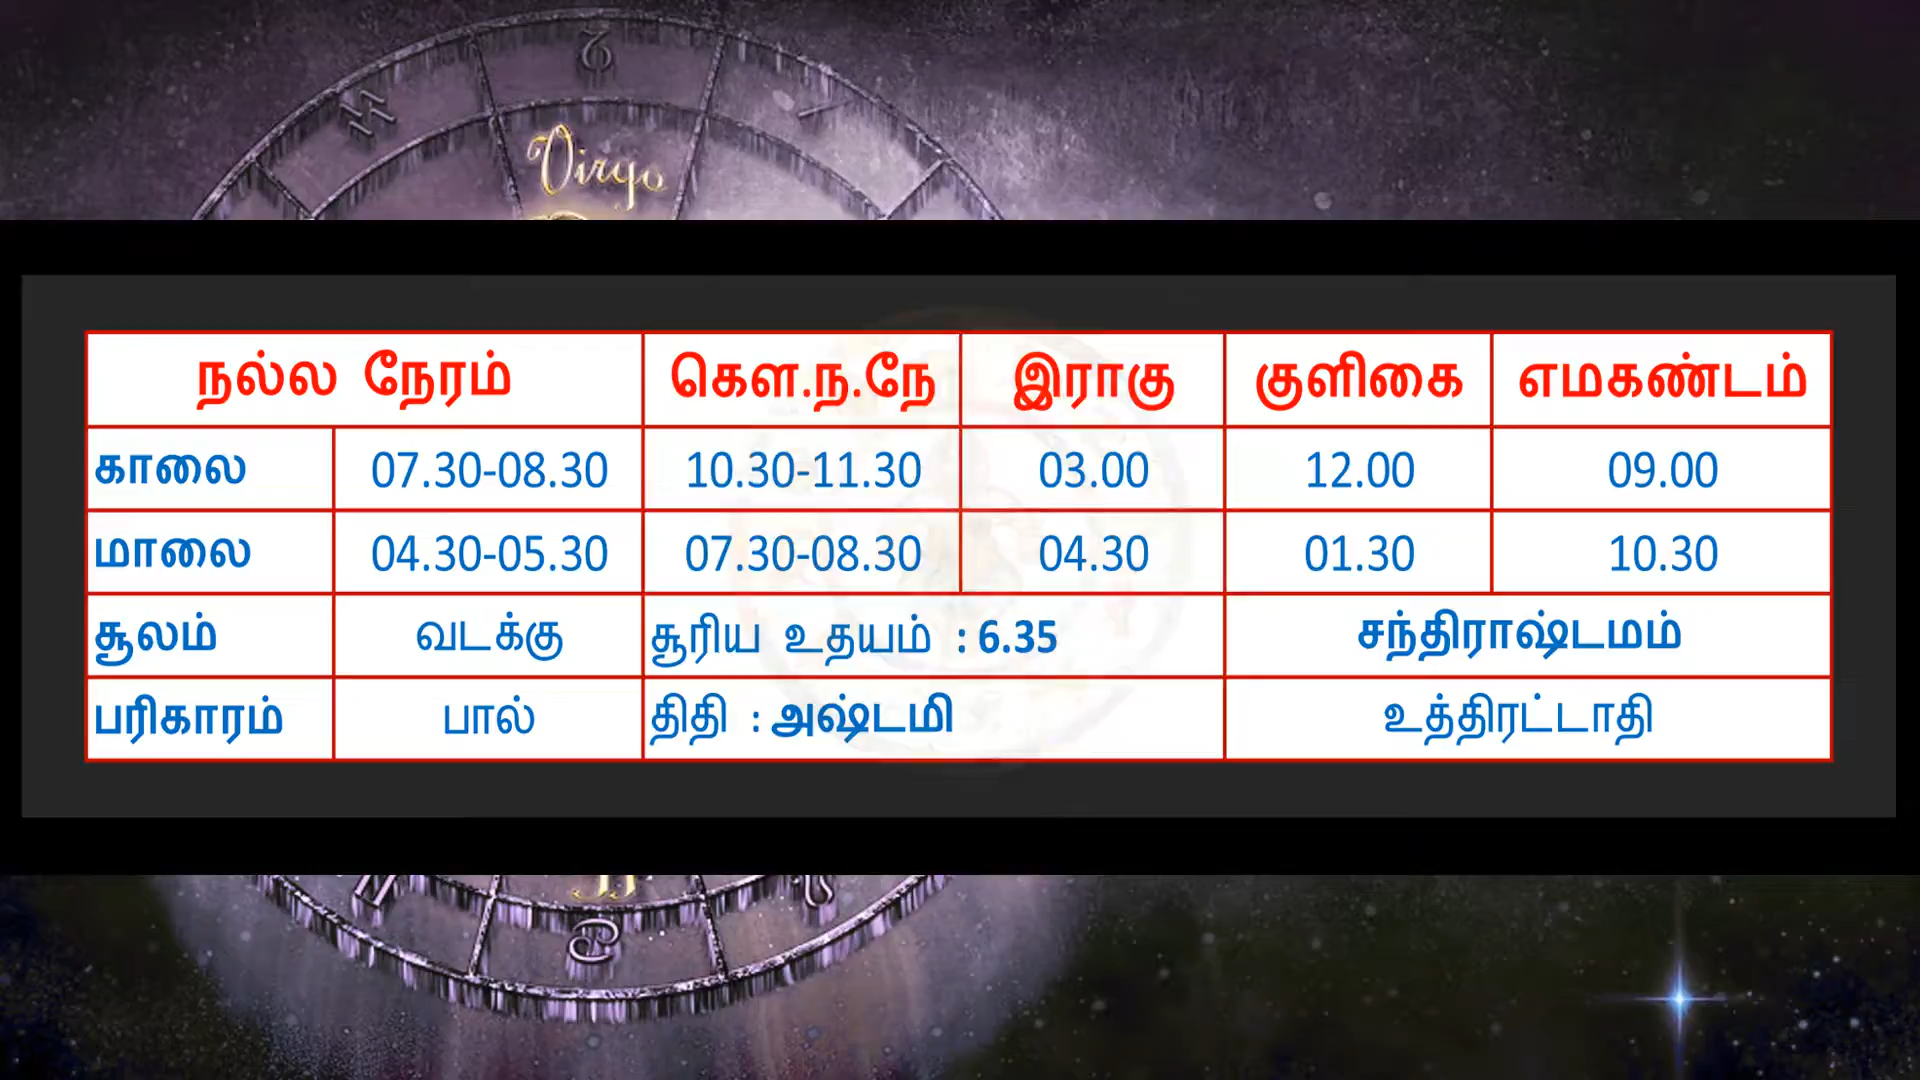 Virgo
நல்ல நேரம் கௌ.ந.நே இராகு குளிகை எமகண்டம்
காலை 07.30-08.30 10.30-11.30 03.00 12.00 09.00
மாலை 04.30-05.30 07.30-08.30 04.30 01.30 10.30
சூலம் வடக்கு சூரிய உதயம் : 6.35 சந்திராஷ்டமம்
பரிகாரம் பால் திதி : அஷ்டமி உத்திரட்டாதி